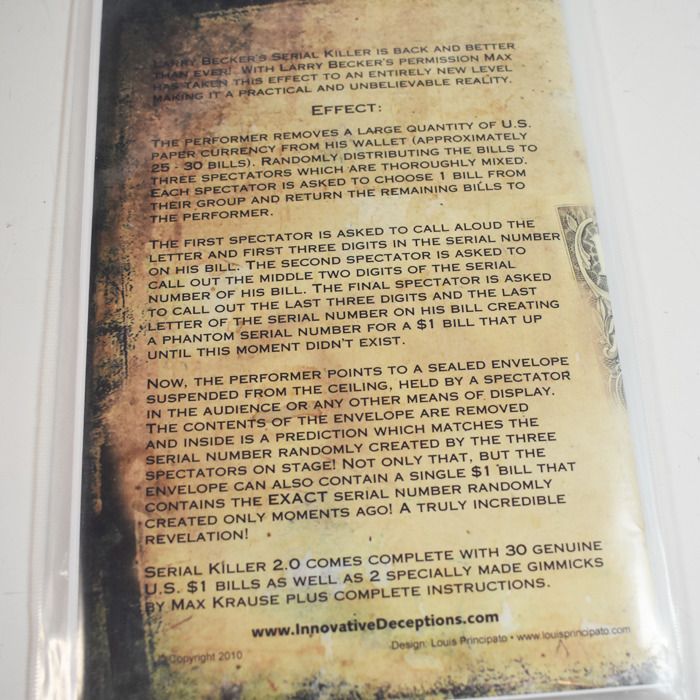 Larry Becker's Serial Killer is back and better
than ever! With Larry Becker's permission Max
has taken this effect to an entirely new level
making it a practical and unbelievable reality.
Effect:
The performer removes a large quantity of U.S.
paper currency from his wallet (approximately
25 - 30 bills). Randomly distributing the bills to
three spectators which are thoroughly mixed.
Each spectator is asked to choose 1 bill from
their group and return the remaining bills to
the performer.
The first spectator is asked to call aloud the
letter and first three digits in the serial number
on his bill. The second spectator is asked to
call out the middle two digits of the serial
number of his bill. The final spectator is asked
to call out the last three digits and the last
letter of the serial number on his bill creating
a phantom serial number for a $1 bill that up
until this moment didn't exist.
Now, the performer points to a sealed envelope
suspended from the ceiling, held by a spectator
in the audience or any other means of display.
The contents of the envelope are removed
and inside is a prediction which matches the
serial number randomly created by the three
spectators on stage! Not only that, but the
envelope can also contain a single $1 bill that
contains the EXACT serial number randomly
created only moments ago! A truly incredible
revelation!
Serial Killer 2.0 comes complete with 30 genuine
U.S. $1 bills as well as 2 specially made gimmicks
by Max Krause plus complete instructions.
www.InnovativeDeceptions.com
Design: Louis Principato • www.louisprincipato.com
©Copyright 2010